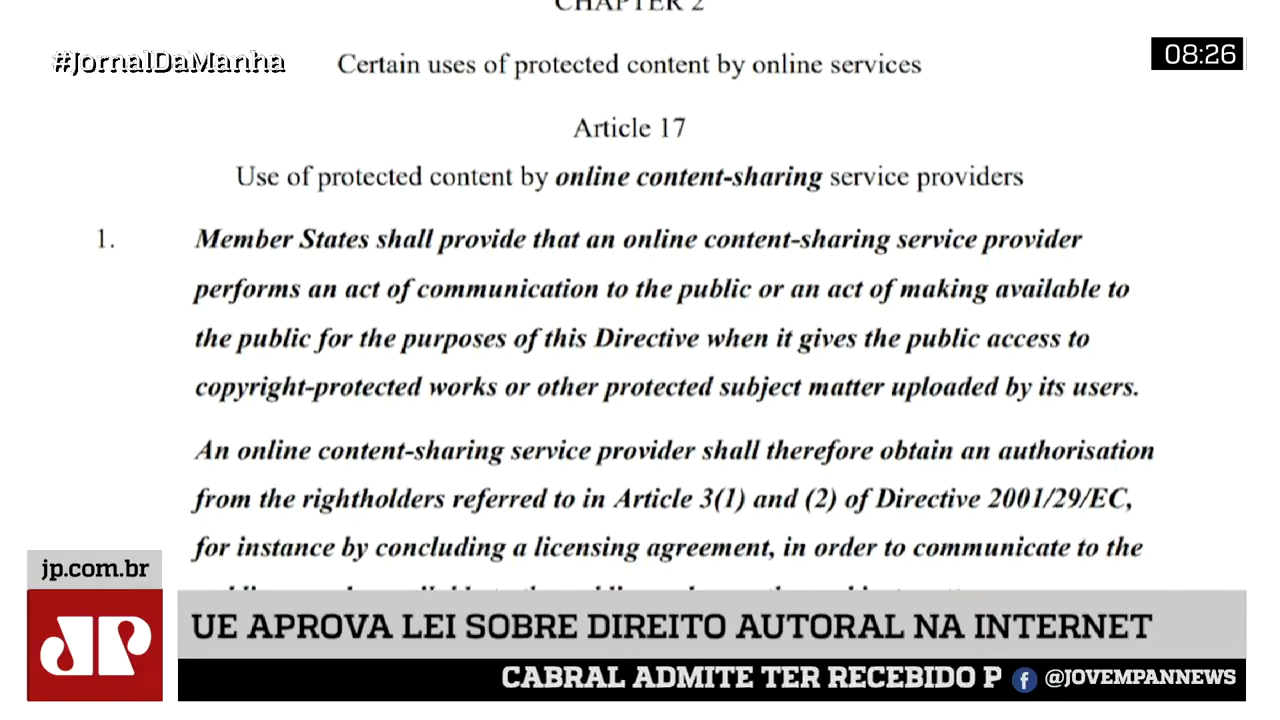 CHAPTER 2
#JornalDaManha
08:26
Certain uses of protected content by online services
Article 17
Use of protected content by online content-sharing service providers
1. Member States shall provide that an online content-sharing service provider
performs an act of communication to the public or an act of making available to
the public for the purposes of this Directive when it gives the public access to
copyright-protected works or other protected subject matter uploaded by its users.
An online content-sharing service provider shall therefore obtain an authorisation
from the rightholders referred to in Article 3(1) and (2) of Directive 2001/29/EC,
for instance by concluding a licensing agreement, in order to communicate to the
jp.com.br
JP
UE APROVA LEI SOBRE DIREITO AUTORAL NA INTERNET
CABRAL ADMITE TER RECEBIDO P
f @JOVEMPANNEWS